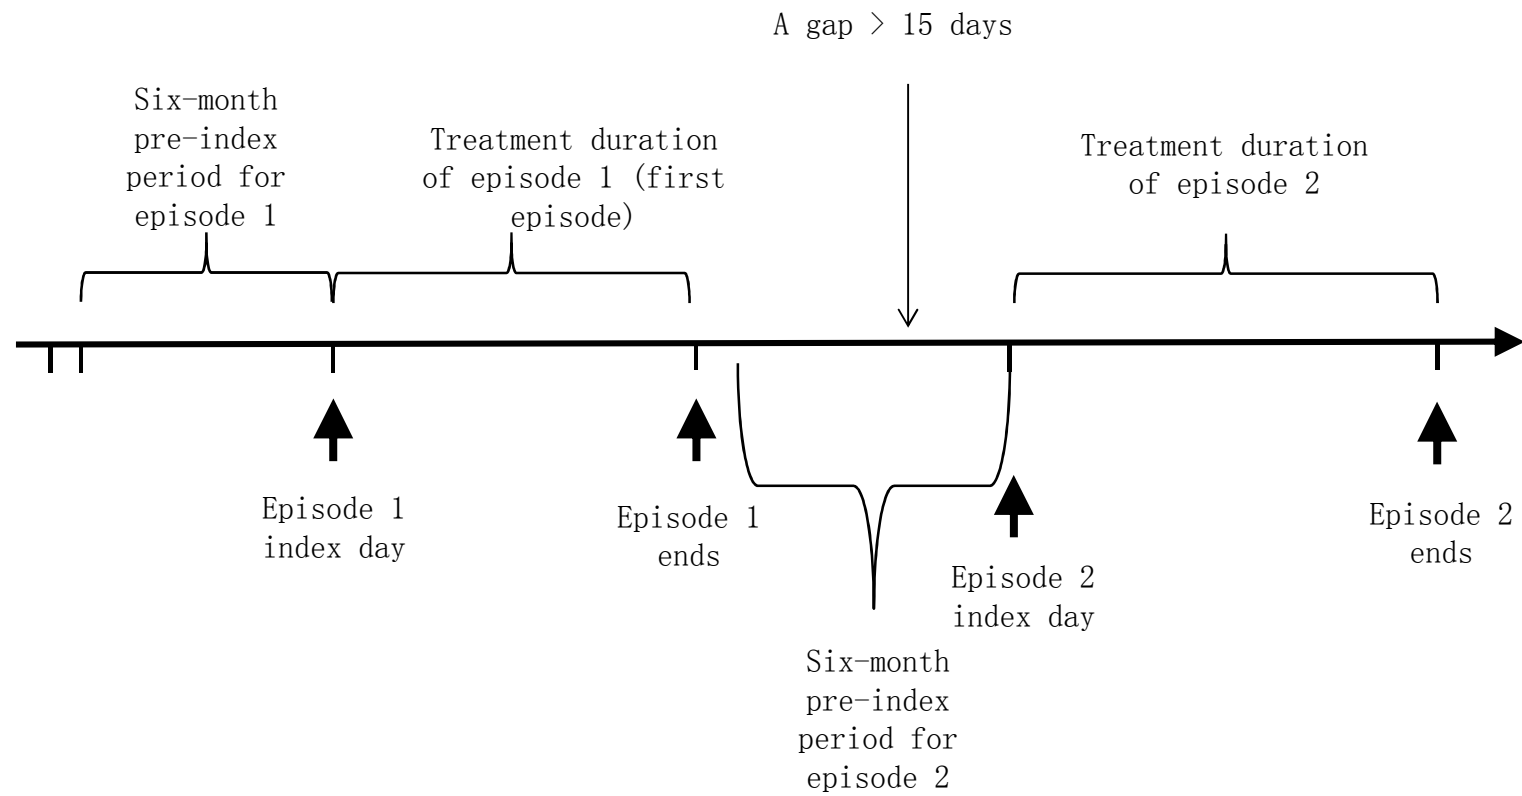 A gap > 15 days
Six-month
pre-index
period for
episode 1
Treatment duration
of episode 1 (first
episode)
Treatment duration
of episode 2
Episode 1
index day
Episode 1
ends
Episode 2
index day
Episode 2
ends
Six-month
pre-index
period for
episode 2